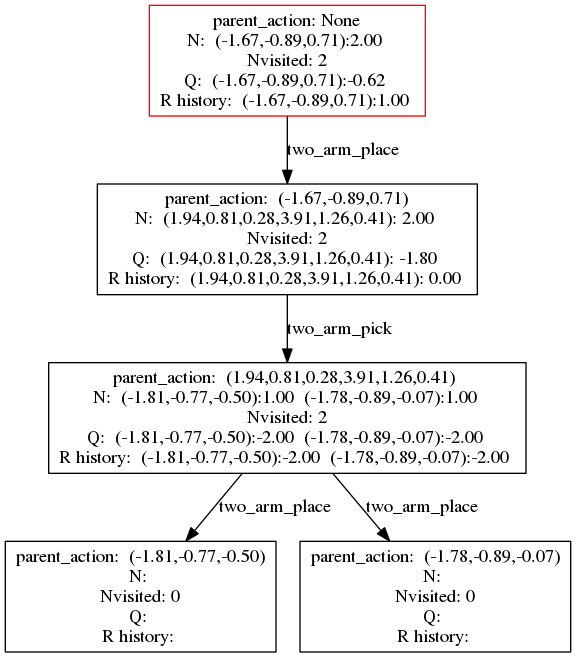 parent_action: None
N: (-1.67,-0.89,0.71):2.00
Nvisited: 2
Q: (-1.67,-0.89,0.71):-0.62
R history: (-1.67,-0.89,0.71):1.00
two_arm_place
parent_action: (-1.67,-0.89,0.71)
N: (1.94,0.81,0.28,3.91,1.26,0.41): 2.00
Nvisited: 2
Q: (1.94,0.81,0.28,3.91,1.26,0.41): -1.80
R history: (1.94,0.81,0.28,3.91,1.26,0.41): 0.00
two_arm_pick
parent_action: (1.94,0.81,0.28,3.91,1.26,0.41)
N: (-1.81,-0.77,-0.50):1.00 (-1.78,-0.89,-0.07):1.00
Nvisited: 2
Q: (-1.81,-0.77,-0.50):-2.00 (-1.78,-0.89,-0.07):-2.00
R history: (-1.81,-0.77,-0.50):-2.00 (-1.78,-0.89,-0.07):-2.00
two_arm_place
two_arm_place
parent_action: (-1.81,-0.77,-0.50)
N:
Nvisited: 0
Q:
R history:
parent_action: (-1.78,-0.89,-0.07)
N:
Nvisited: 0
Q:
R history: